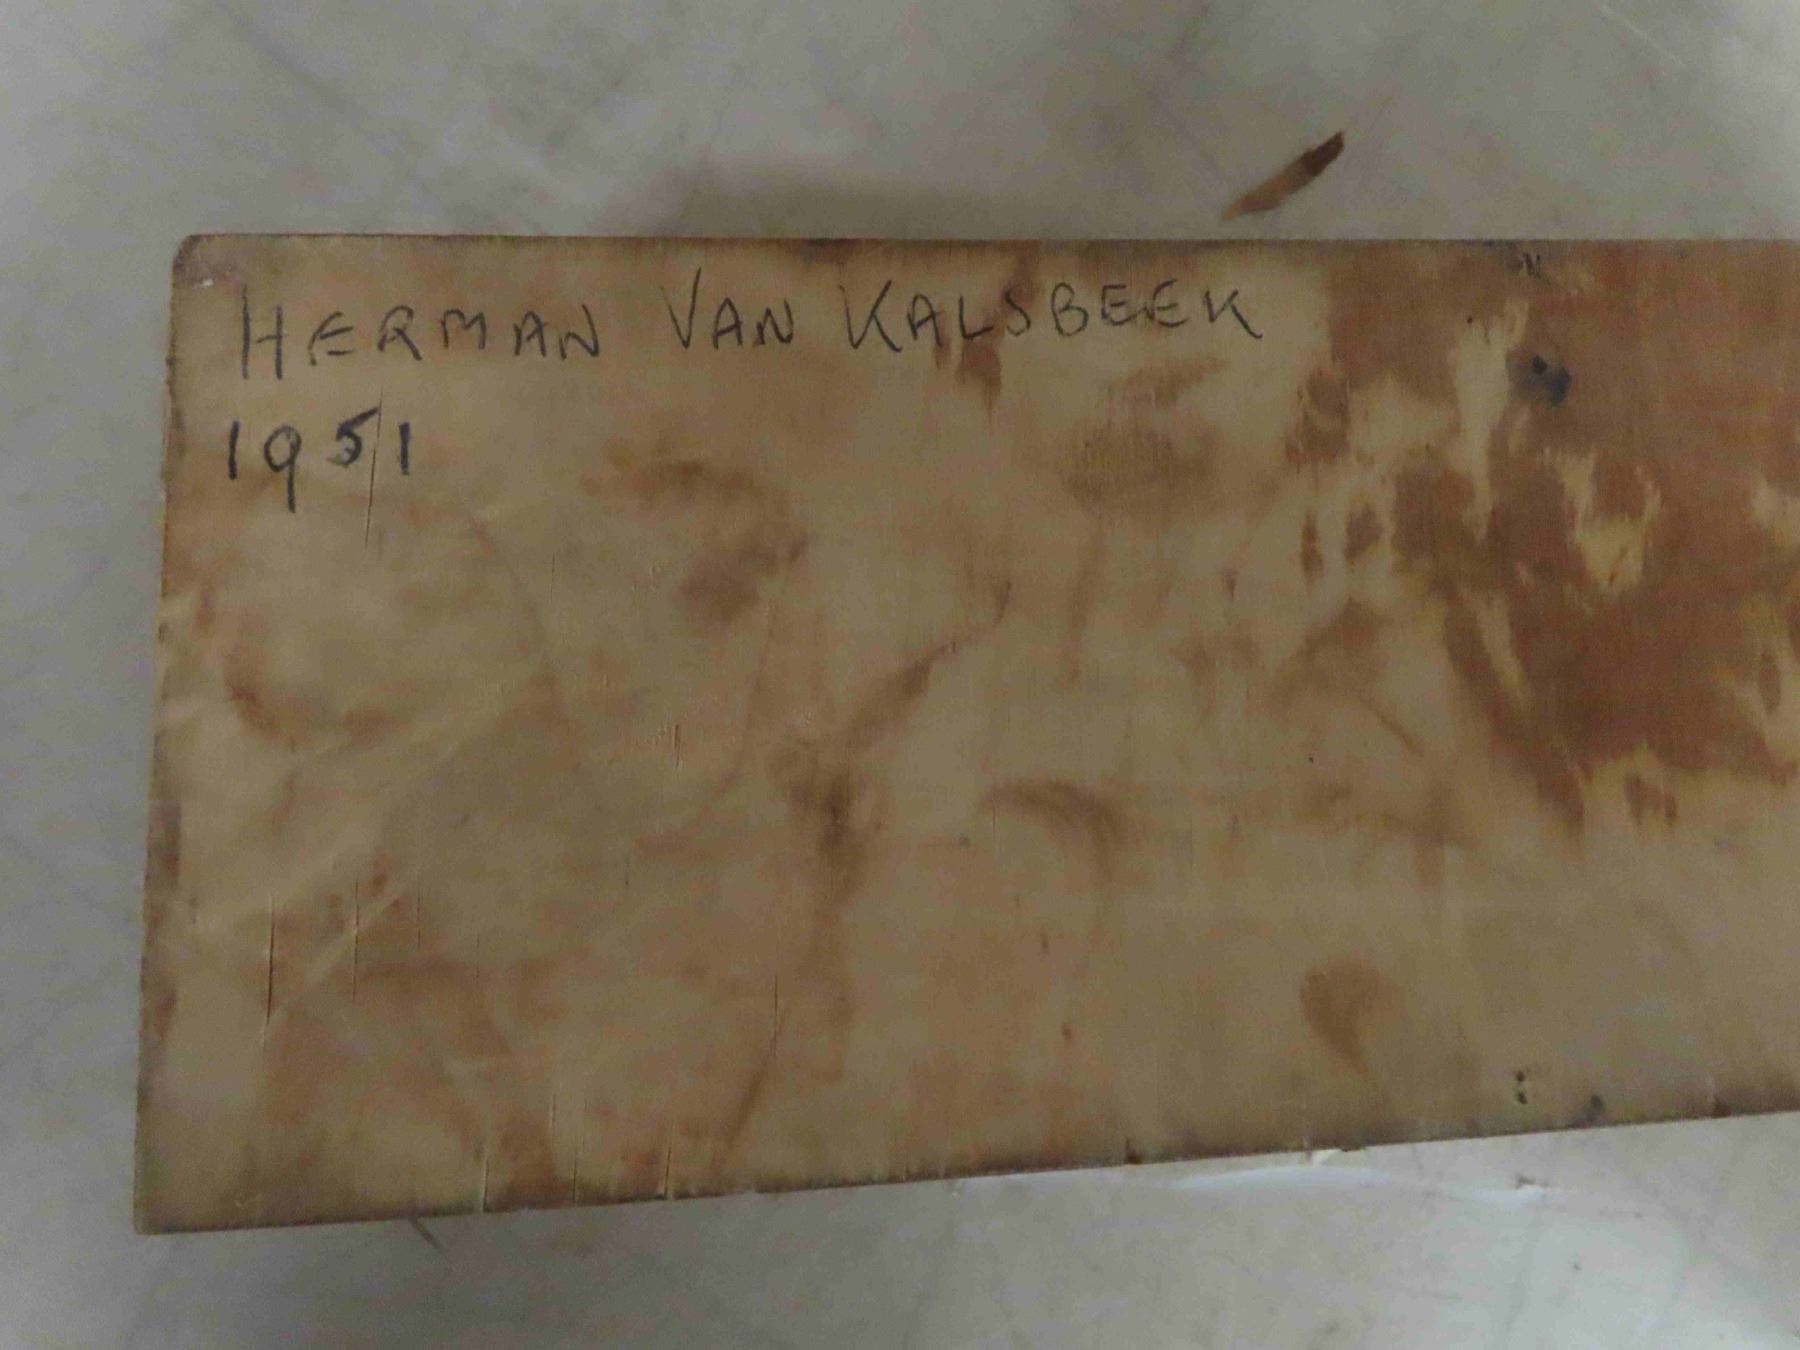 HERMAN VAN KALSBEEK
1951